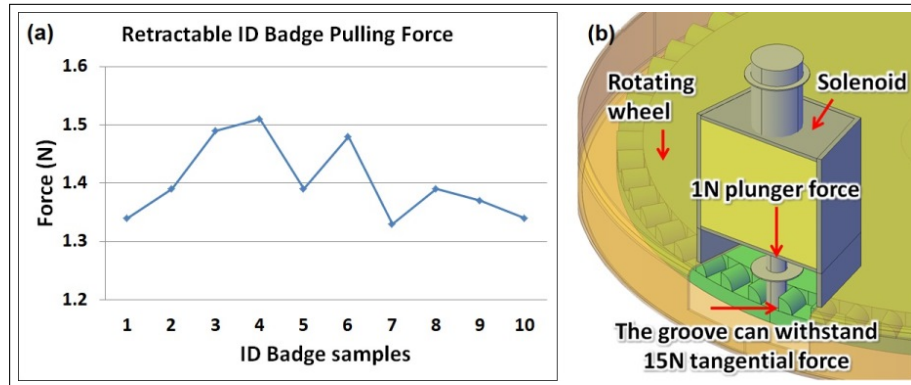 (a)
Retractable ID Badge Pulling Force
1.6
1.5
1.4
1.3
1.2
Force (N)
1 2 3 4 5 6 7 8 9 10
ID Badge samples
(b)
Rotating
wheel
Solenoid
1N plunger force
The groove can withstand
15N tangential force